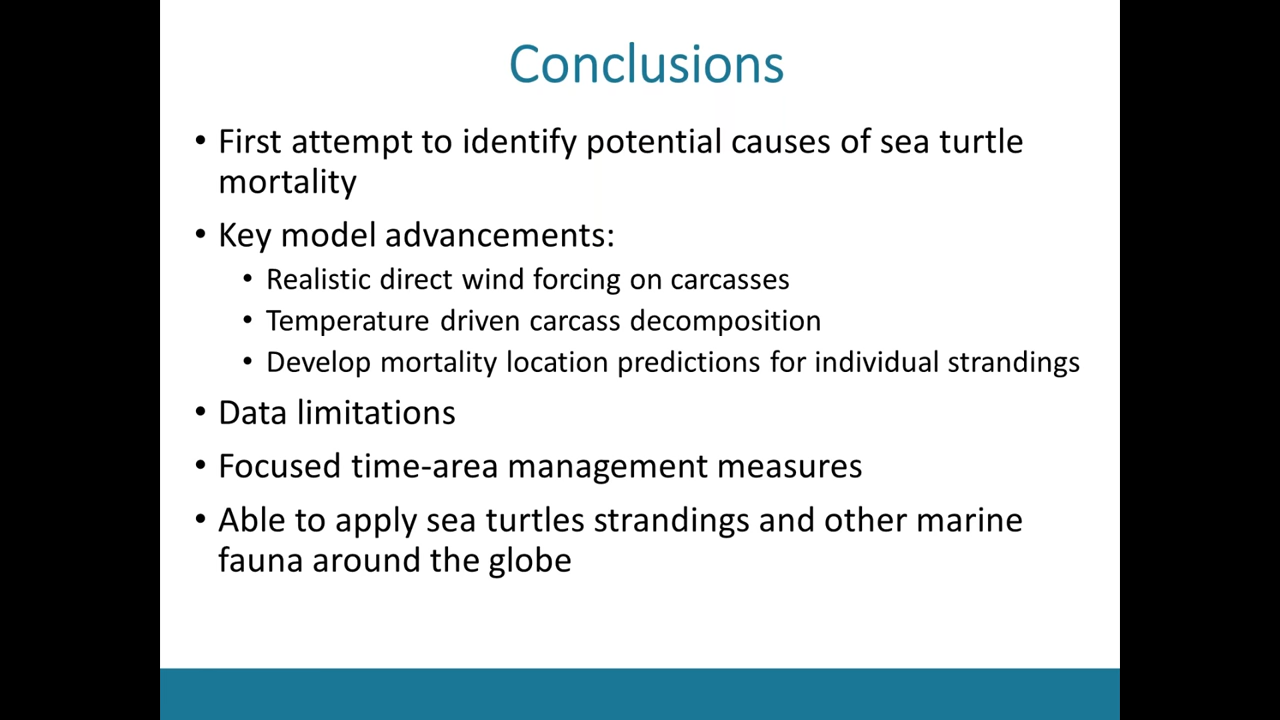 Conclusions
• First attempt to identify potential causes of sea turtle
mortality
• Key model advancements:
• Realistic direct wind forcing on carcasses
• Temperature driven carcass decomposition
• Develop mortality location predictions for individual strandings
• Data limitations
• Focused time-area management measures
• Able to apply sea turtles strandings and other marine
fauna around the globe